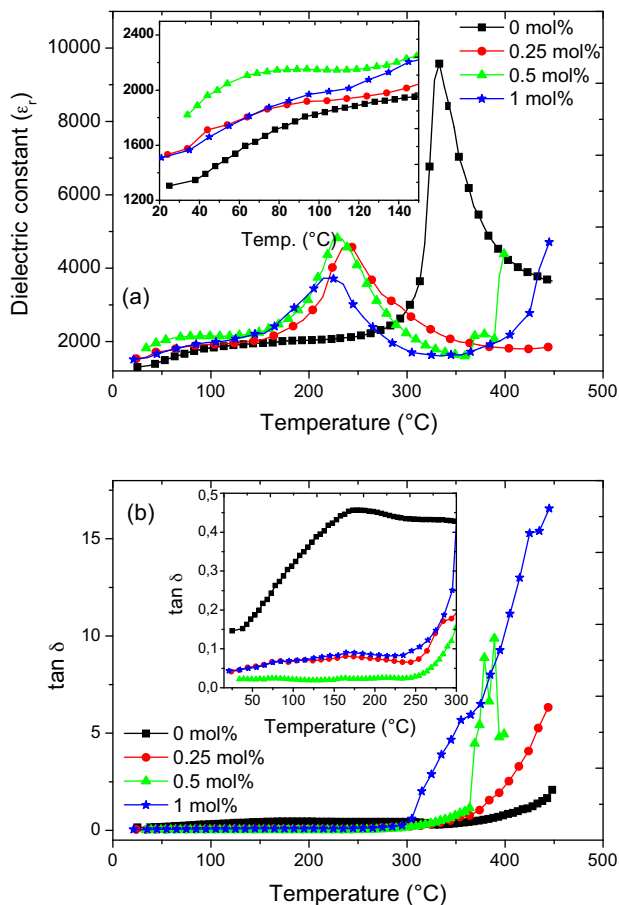 10000
8000
6000
4000
2000
Dielectric constant (εr)
0 mol%
0.25 mol%
0.5 mol%
1 mol%
2400
2000
1600
1200
20 40 60 80 100 120 140
Temp. (°C)
(a)
0 100 200 300 400 500
Temperature (°C)
(b)
15
10
5
0
tan δ
0,5
0,4
0,3
0,2
0,1
0,0
tan δ
50 100 150 200 250 300
Temperature (°C)
0 mol%
0.25 mol%
0.5 mol%
1 mol%
0 100 200 300 400 500
Temperature (°C)